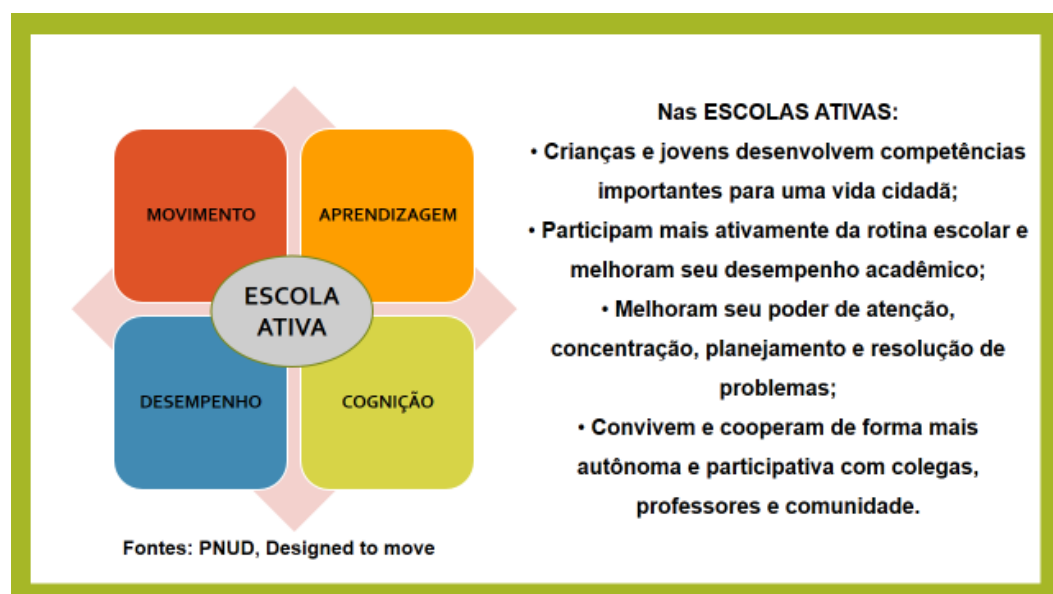 MOVIMENTO
APRENDIZAGEM
ESCOLA
ATIVA
DESEMPENHO
COGNIÇÃO
Fontes: PNUD, Designed to move
Nas ESCOLAS ATIVAS:
• Crianças e jovens desenvolvem competências
importantes para uma vida cidadã;
• Participam mais ativamente da rotina escolar e
melhoram seu desempenho acadêmico;
• Melhoram seu poder de atenção,
concentração, planejamento e resolução de
problemas;
• Convivem e cooperam de forma mais
autônoma e participativa com colegas,
professores e comunidade.